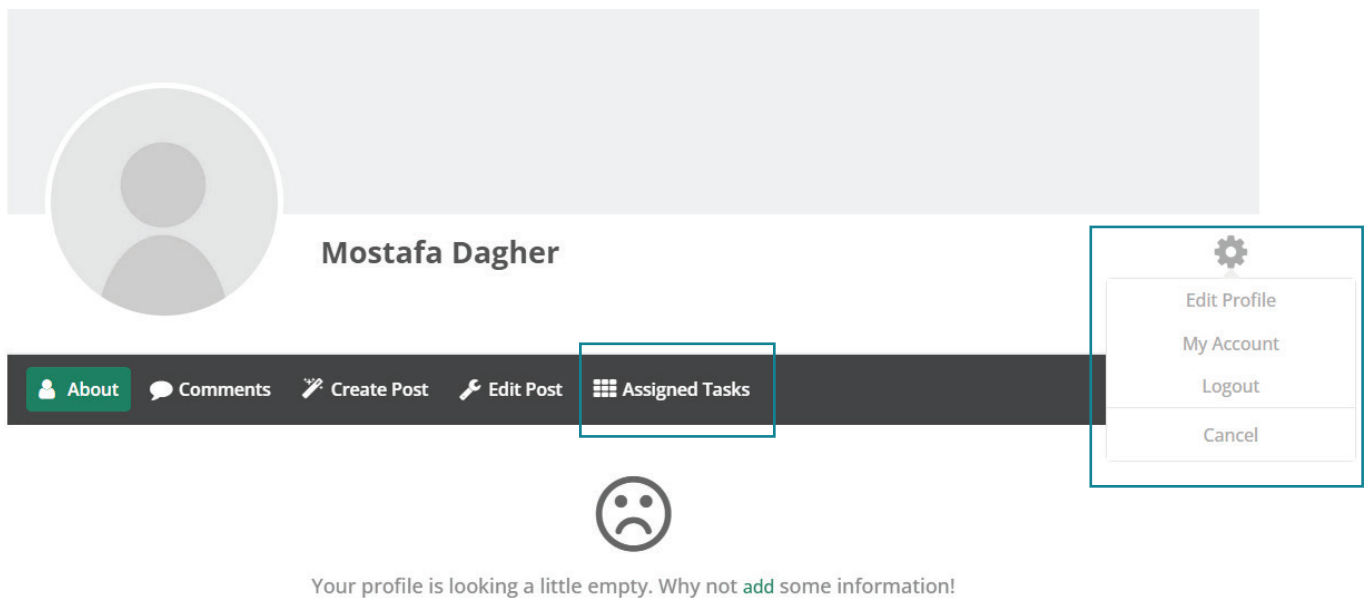 Mostafa Dagher
Edit Profile
My Account
Logout
Cancel
About Comments Create Post Edit Post Assigned Tasks
Your profile is looking a little empty. Why not add some information!